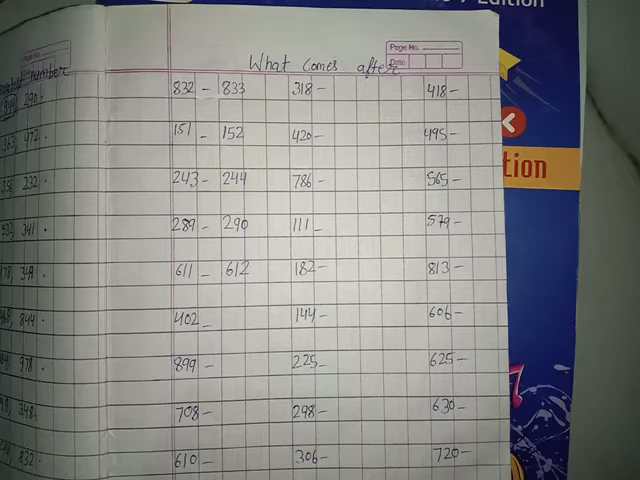 Edition
Page No.
Date
What comes after
number
832 - 833 318 - 418 -
290.
151 - 152 420 - 495 -
472
243 - 244 786 - 565 -
232
289 - 290 111 - 579 -
341
611 - 612 182 - 813 -
402 - 144 - 606 -
844
899 - 225 - 625 -
978
708 - 298 - 630 -
348
610 - 306 - 720 -
832
tion